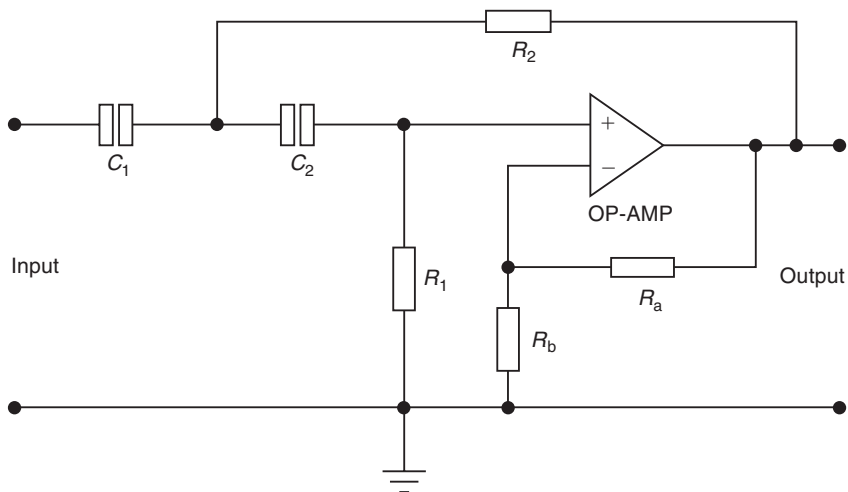 R2
+
C1
C2
−
OP-AMP
Input
R1
Output
Ra
Rb